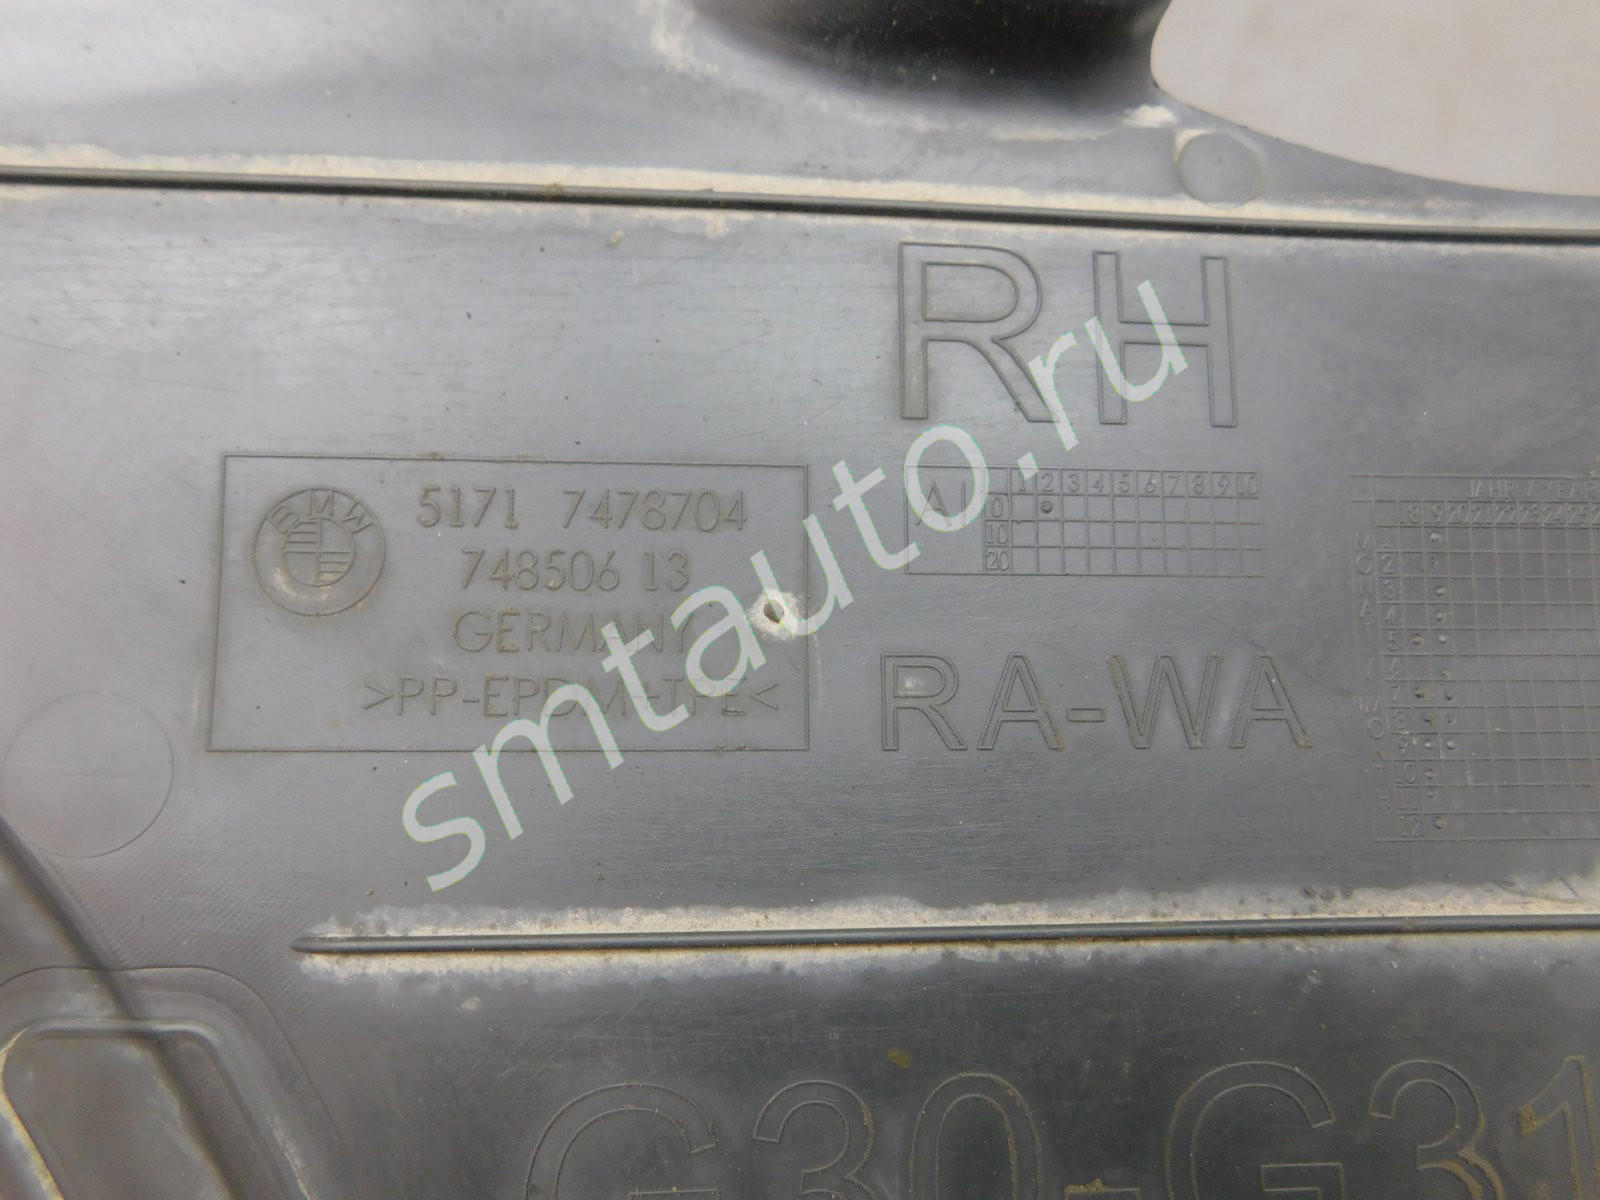 RH
BMW
5171 7478704
748506 13
GERMANY
>PP-EPDM-TPE<
AI 1 2 3 4 5 6 7 8 9 10
0
10
20
JAHR / YEAR
18 19 20 21 22 23 24 25 2
1
2
3
4
5
6
7
8
9
10
12
RA-WA
smtauto.ru
G30-G31